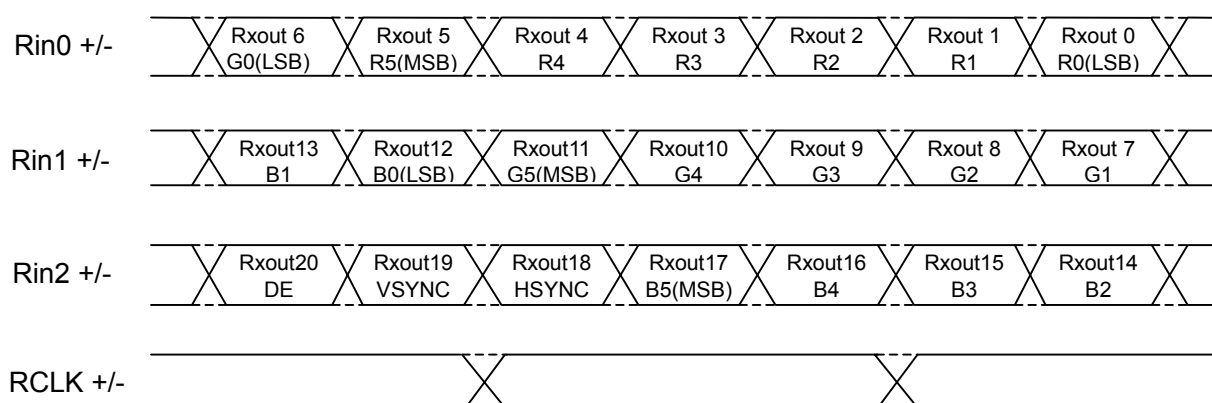 Rin0 +/-
Rxout 6 Rxout 5 Rxout 4 Rxout 3 Rxout 2 Rxout 1 Rxout 0
G0(LSB) R5(MSB) R4 R3 R2 R1 R0(LSB)
Rin1 +/-
Rxout13 Rxout12 Rxout11 Rxout10 Rxout 9 Rxout 8 Rxout 7
B1 B0(LSB) G5(MSB) G4 G3 G2 G1
Rin2 +/-
Rxout20 Rxout19 Rxout18 Rxout17 Rxout16 Rxout15 Rxout14
DE VSYNC HSYNC B5(MSB) B4 B3 B2
RCLK +/-